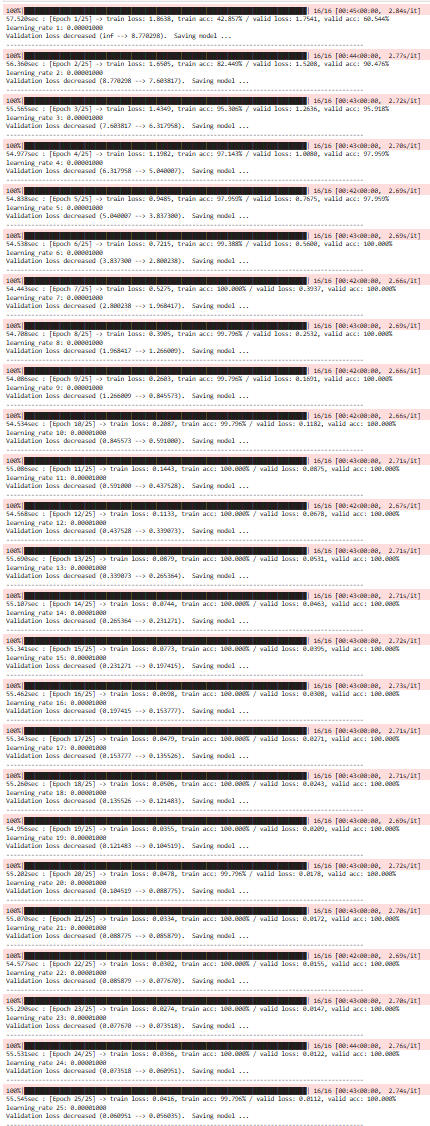 100%| | 16/16 [00:45<00:00, 2.84s/it]
57.520sec : [Epoch 1/25] -> train loss: 1.8638, train acc: 42.857% / valid loss: 1.7541, valid acc: 60.544%
learning_rate 1: 0.00001000
Validation loss decreased (inf --> 8.770298). Saving model ...
100%| | 16/16 [00:44<00:00, 2.77s/it]
56.360sec : [Epoch 2/25] -> train loss: 1.6505, train acc: 82.449% / valid loss: 1.5208, valid acc: 90.476%
learning_rate 2: 0.00001000
Validation loss decreased (8.770298 --> 7.603817). Saving model ...
100%| | 16/16 [00:43<00:00, 2.72s/it]
55.565sec : [Epoch 3/25] -> train loss: 1.4349, train acc: 95.306% / valid loss: 1.2636, valid acc: 95.918%
learning_rate 3: 0.00001000
Validation loss decreased (7.603817 --> 6.317958). Saving model ...
100%| | 16/16 [00:43<00:00, 2.70s/it]
54.977sec : [Epoch 4/25] -> train loss: 1.1982, train acc: 97.143% / valid loss: 1.0080, valid acc: 97.959%
learning_rate 4: 0.00001000
Validation loss decreased (6.317958 --> 5.040007). Saving model ...
100%| | 16/16 [00:42<00:00, 2.69s/it]
54.838sec : [Epoch 5/25] -> train loss: 0.9485, train acc: 97.959% / valid loss: 0.7675, valid acc: 97.959%
learning_rate 5: 0.00001000
Validation loss decreased (5.040007 --> 3.837300). Saving model ...
100%| | 16/16 [00:43<00:00, 2.69s/it]
54.538sec : [Epoch 6/25] -> train loss: 0.7215, train acc: 99.388% / valid loss: 0.5600, valid acc: 100.000%
learning_rate 6: 0.00001000
Validation loss decreased (3.837300 --> 2.800238). Saving model ...
100%| | 16/16 [00:42<00:00, 2.66s/it]
54.443sec : [Epoch 7/25] -> train loss: 0.5275, train acc: 100.000% / valid loss: 0.3937, valid acc: 100.000%
learning_rate 7: 0.00001000
Validation loss decreased (2.800238 --> 1.968417). Saving model ...
100%| | 16/16 [00:43<00:00, 2.69s/it]
54.708sec : [Epoch 8/25] -> train loss: 0.3905, train acc: 99.796% / valid loss: 0.2532, valid acc: 100.000%
learning_rate 8: 0.00001000
Validation loss decreased (1.968417 --> 1.266009). Saving model ...
100%| | 16/16 [00:42<00:00, 2.66s/it]
54.086sec : [Epoch 9/25] -> train loss: 0.2603, train acc: 99.796% / valid loss: 0.1691, valid acc: 100.000%
learning_rate 9: 0.00001000
Validation loss decreased (1.266009 --> 0.845573). Saving model ...
100%| | 16/16 [00:42<00:00, 2.66s/it]
54.534sec : [Epoch 10/25] -> train loss: 0.2087, train acc: 99.796% / valid loss: 0.1182, valid acc: 100.000%
learning_rate 10: 0.00001000
Validation loss decreased (0.845573 --> 0.591000). Saving model ...
100%| | 16/16 [00:43<00:00, 2.71s/it]
55.086sec : [Epoch 11/25] -> train loss: 0.1443, train acc: 100.000% / valid loss: 0.0875, valid acc: 100.000%
learning_rate 11: 0.00001000
Validation loss decreased (0.591000 --> 0.437528). Saving model ...
100%| | 16/16 [00:42<00:00, 2.67s/it]
54.568sec : [Epoch 12/25] -> train loss: 0.1133, train acc: 100.000% / valid loss: 0.0678, valid acc: 100.000%
learning_rate 12: 0.00001000
Validation loss decreased (0.437528 --> 0.339073). Saving model ...
100%| | 16/16 [00:43<00:00, 2.71s/it]
55.690sec : [Epoch 13/25] -> train loss: 0.0879, train acc: 100.000% / valid loss: 0.0531, valid acc: 100.000%
learning_rate 13: 0.00001000
Validation loss decreased (0.339073 --> 0.265364). Saving model ...
100%| | 16/16 [00:43<00:00, 2.71s/it]
55.107sec : [Epoch 14/25] -> train loss: 0.0744, train acc: 100.000% / valid loss: 0.0463, valid acc: 100.000%
learning_rate 14: 0.00001000
Validation loss decreased (0.265364 --> 0.231271). Saving model ...
100%| | 16/16 [00:43<00:00, 2.72s/it]
55.341sec : [Epoch 15/25] -> train loss: 0.0773, train acc: 100.000% / valid loss: 0.0395, valid acc: 100.000%
learning_rate 15: 0.00001000
Validation loss decreased (0.231271 --> 0.197415). Saving model ...
100%| | 16/16 [00:43<00:00, 2.73s/it]
55.462sec : [Epoch 16/25] -> train loss: 0.0698, train acc: 100.000% / valid loss: 0.0308, valid acc: 100.000%
learning_rate 16: 0.00001000
Validation loss decreased (0.197415 --> 0.153777). Saving model ...
100%| | 16/16 [00:43<00:00, 2.71s/it]
55.343sec : [Epoch 17/25] -> train loss: 0.0479, train acc: 100.000% / valid loss: 0.0271, valid acc: 100.000%
learning_rate 17: 0.00001000
Validation loss decreased (0.153777 --> 0.135526). Saving model ...
100%| | 16/16 [00:43<00:00, 2.71s/it]
55.260sec : [Epoch 18/25] -> train loss: 0.0506, train acc: 100.000% / valid loss: 0.0243, valid acc: 100.000%
learning_rate 18: 0.00001000
Validation loss decreased (0.135526 --> 0.121483). Saving model ...
100%| | 16/16 [00:43<00:00, 2.69s/it]
54.956sec : [Epoch 19/25] -> train loss: 0.0355, train acc: 100.000% / valid loss: 0.0209, valid acc: 100.000%
learning_rate 19: 0.00001000
Validation loss decreased (0.121483 --> 0.104519). Saving model ...
100%| | 16/16 [00:43<00:00, 2.72s/it]
55.202sec : [Epoch 20/25] -> train loss: 0.0478, train acc: 99.796% / valid loss: 0.0178, valid acc: 100.000%
learning_rate 20: 0.00001000
Validation loss decreased (0.104519 --> 0.088775). Saving model ...
100%| | 16/16 [00:43<00:00, 2.70s/it]
55.070sec : [Epoch 21/25] -> train loss: 0.0334, train acc: 100.000% / valid loss: 0.0172, valid acc: 100.000%
learning_rate 21: 0.00001000
Validation loss decreased (0.088775 --> 0.085879). Saving model ...
100%| | 16/16 [00:42<00:00, 2.69s/it]
54.577sec : [Epoch 22/25] -> train loss: 0.0302, train acc: 100.000% / valid loss: 0.0155, valid acc: 100.000%
learning_rate 22: 0.00001000
Validation loss decreased (0.085879 --> 0.077670). Saving model ...
100%| | 16/16 [00:43<00:00, 2.70s/it]
55.290sec : [Epoch 23/25] -> train loss: 0.0274, train acc: 100.000% / valid loss: 0.0147, valid acc: 100.000%
learning_rate 23: 0.00001000
Validation loss decreased (0.077670 --> 0.073518). Saving model ...
100%| | 16/16 [00:44<00:00, 2.76s/it]
55.531sec : [Epoch 24/25] -> train loss: 0.0366, train acc: 100.000% / valid loss: 0.0122, valid acc: 100.000%
learning_rate 24: 0.00001000
Validation loss decreased (0.073518 --> 0.060951). Saving model ...
100%| | 16/16 [00:43<00:00, 2.74s/it]
55.545sec : [Epoch 25/25] -> train loss: 0.0416, train acc: 99.796% / valid loss: 0.0112, valid acc: 100.000%
learning_rate 25: 0.00001000
Validation loss decreased (0.060951 --> 0.056035). Saving model ...